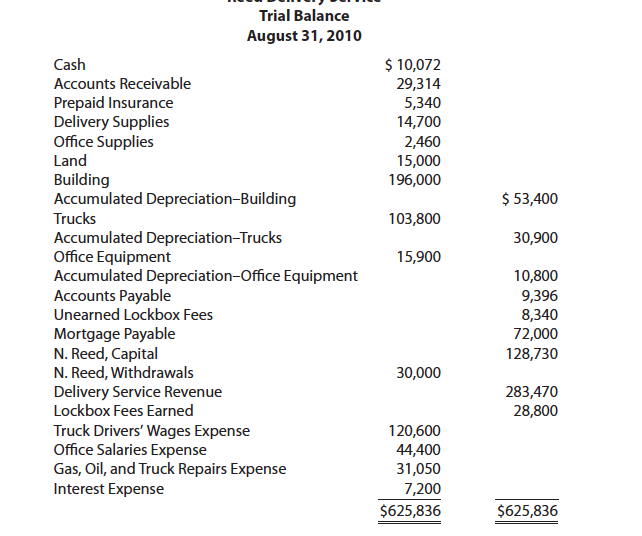 Trial Balance
August 31, 2010
Cash $ 10,072
Accounts Receivable 29,314
Prepaid Insurance 5,340
Delivery Supplies 14,700
Office Supplies 2,460
Land 15,000
Building 196,000
Accumulated Depreciation–Building $ 53,400
Trucks 103,800
Accumulated Depreciation–Trucks 30,900
Office Equipment 15,900
Accumulated Depreciation–Office Equipment 10,800
Accounts Payable 9,396
Unearned Lockbox Fees 8,340
Mortgage Payable 72,000
N. Reed, Capital 128,730
N. Reed, Withdrawals 30,000
Delivery Service Revenue 283,470
Lockbox Fees Earned 28,800
Truck Drivers’ Wages Expense 120,600
Office Salaries Expense 44,400
Gas, Oil, and Truck Repairs Expense 31,050
Interest Expense 7,200
$625,836 $625,836